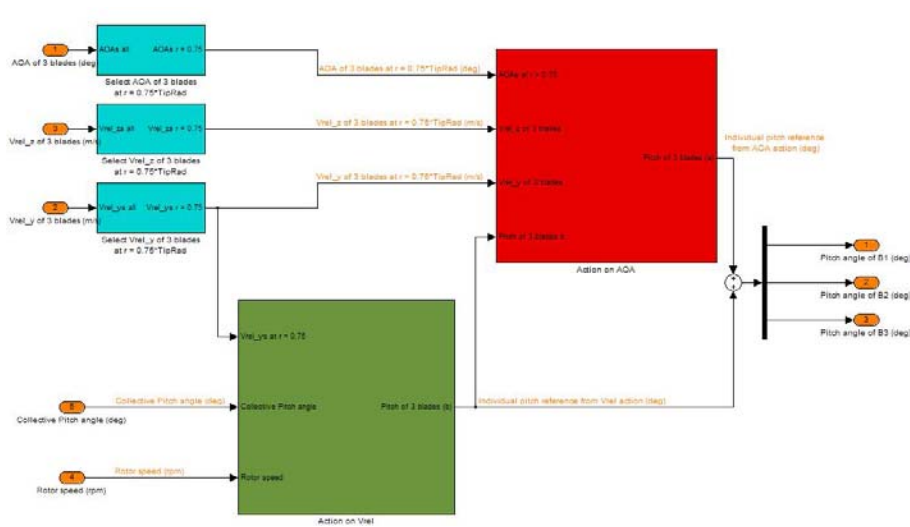 1
AOA of 3 blades (deg
AOAs all
AOAs r = 0.75
Select AOA of 3 blades
at r = 0.75*TipRad
AOA of 3 blades at r = 0.75*TipRad (deg)
3
Vrel_z of 3 blades (m/s)
Vrel_zs all
Vrel_zs r = 0.75
Select Vrel_z of 3 blades
at r = 0.75*TipRad
Vrel_z of 3 blades at r = 0.75*TipRad (m/s)
2
Vrel_y of 3 blades (m/s)
Vrel_ys all
Vrel_ys r = 0.75
Select Vrel_y of 3 blades
at r = 0.75*TipRad
Vrel_y of 3 blades at r = 0.75*TipRad (m/s)
AOAs at r = 0.75
Vrel_z of 3 blades
Vrel_y of 3 blades
Pitch of 3 blades b
Pitch of 3 blades (a)
Action on AOA
Individual pitch reference
from AOA action (deg)
+
+
1
Pitch angle of B1 (deg)
2
Pitch angle of B2 (deg)
3
Pitch angle of B3 (deg)
Vrel_ys at r = 0.75
Collective Pitch angle
Rotor speed
Pitch of 3 blades (b)
Action on Vrel
Individual pitch reference from Vrel action (deg)
Collective Pitch angle (deg)
Collective Pitch angle (deg)
Rotor speed (rpm)
4
Rotor speed (rpm)